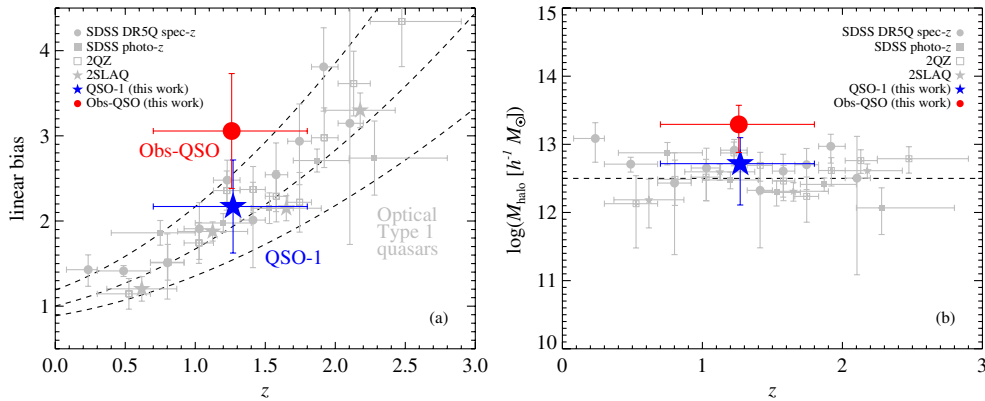 SDSS DR5Q spec-z
SDSS photo-z
2QZ
2SLAQ
QSO-1 (this work)
Obs-QSO (this work)
Obs-QSO
QSO-1
Optical
Type 1
quasars
(a)
linear bias
4
3
2
1
0.0 0.5 1.0 1.5 2.0 2.5 3.0
z
SDSS DR5Q spec-z
SDSS photo-z
2QZ
2SLAQ
QSO-1 (this work)
Obs-QSO (this work)
(b)
log(M_halo [h⁻¹ M⊙])
15
14
13
12
11
10
0 1 2 3
z